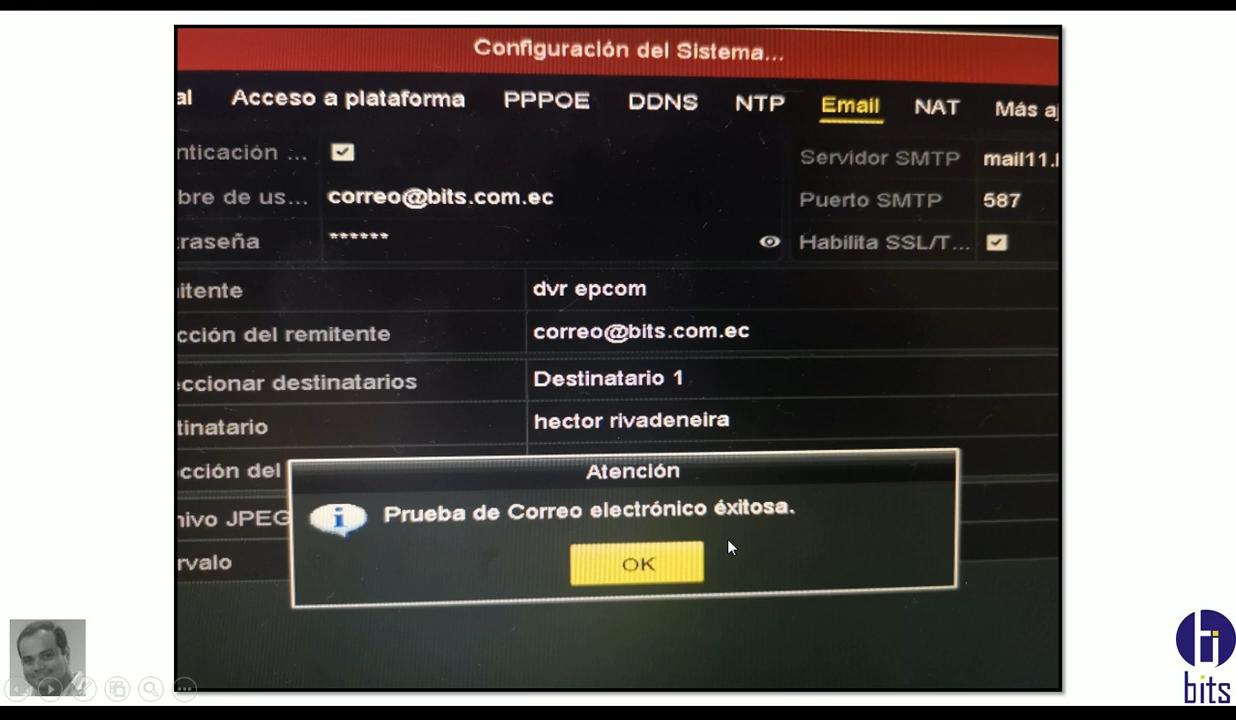 Configuración del Sistema...
al Acceso a plataforma PPPOE DDNS NTP Email NAT Más aj
nticación ...
Servidor SMTP mail11.
bre de us... correo@bits.com.ec
Puerto SMTP 587
raseña ******
Habilita SSL/T...
itente dvr epcom
cción del remitente correo@bits.com.ec
eccionar destinatarios Destinatario 1
tinatario hector rivadeneira
cción del
Atención
hivo JPEG
Prueba de Correo electrónico éxitosa.
rvalo
OK
bits